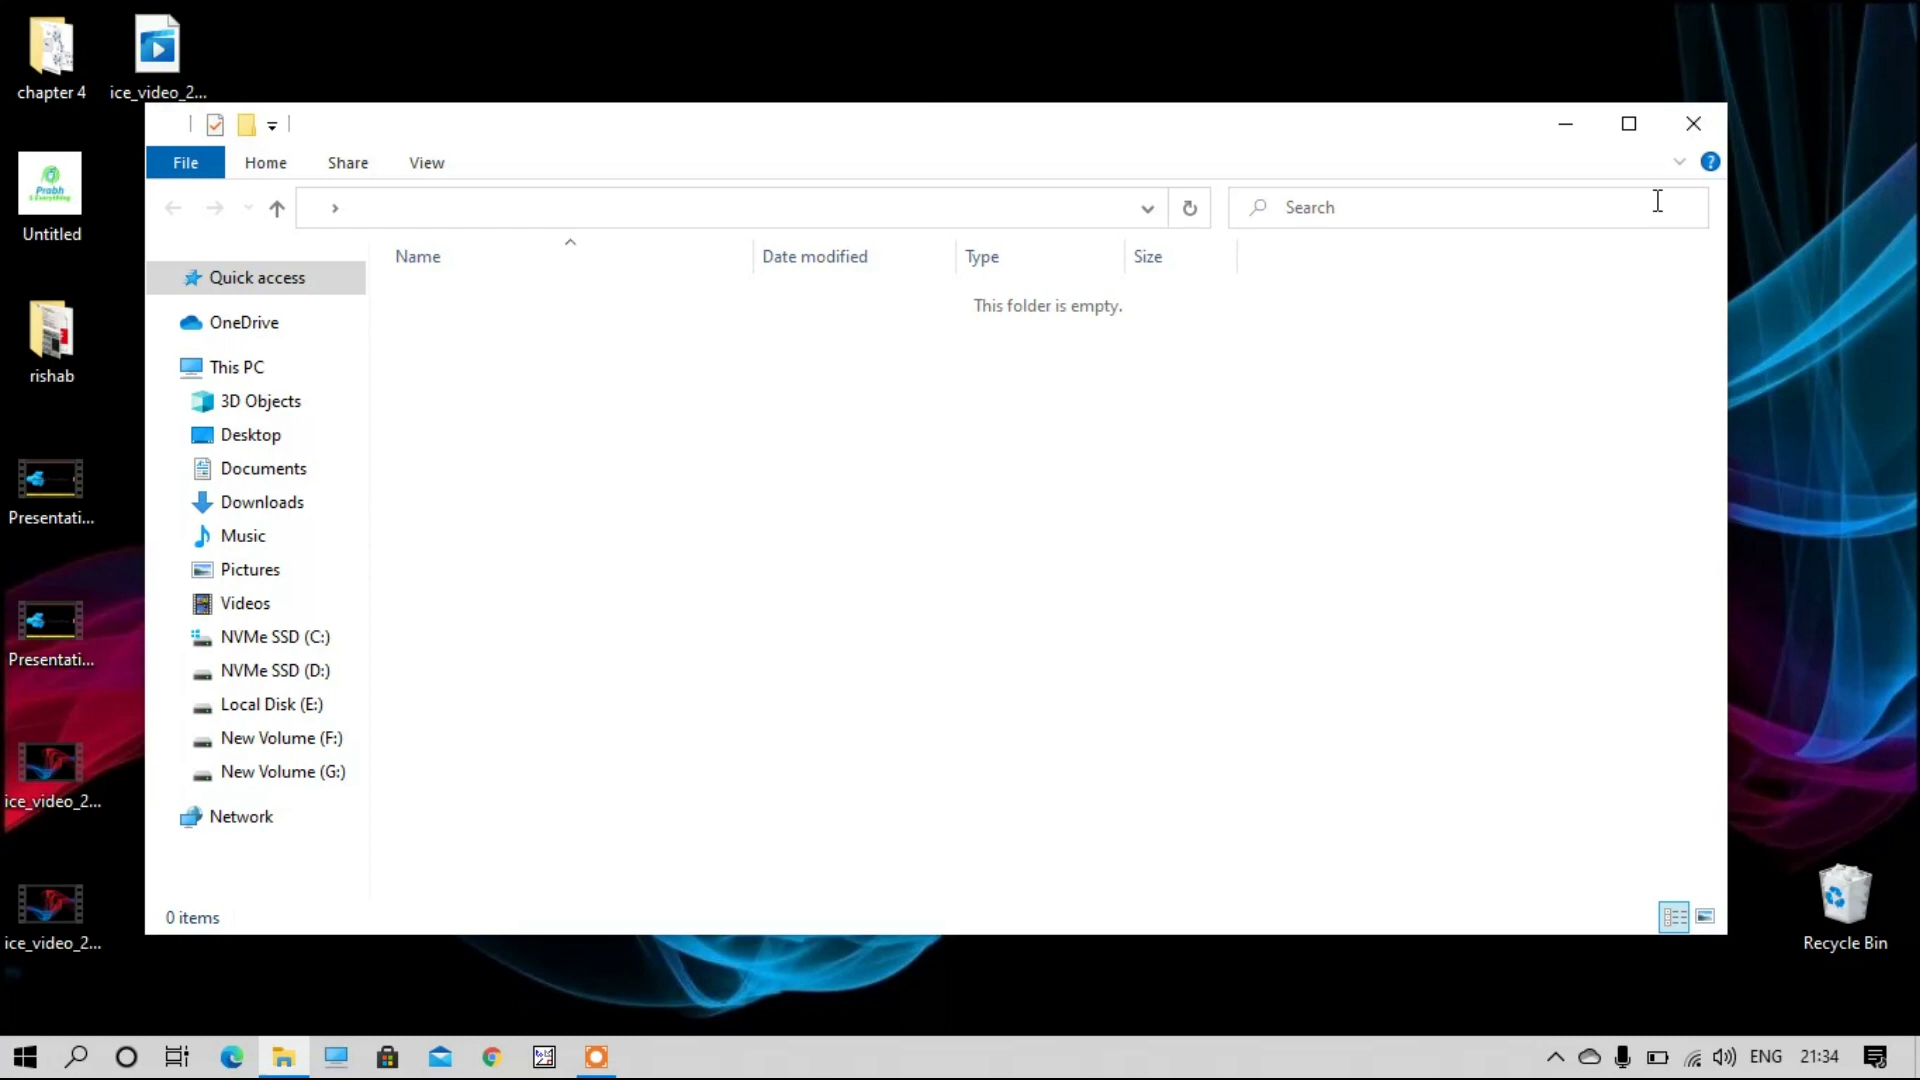 chapter 4
ice_video_2...
File
Home
Share
View
Search
Name
Date modified
Type
Size
This folder is empty.
Quick access
OneDrive
This PC
3D Objects
Desktop
Documents
Downloads
Music
Pictures
Videos
NVMe SSD (C:)
NVMe SSD (D:)
Local Disk (E:)
New Volume (F:)
New Volume (G:)
Network
0 items
Prabh
Untitled
rishab
Presentati...
Presentati...
ice_video_2...
ice_video_2...
Recycle Bin
ENG
21:34